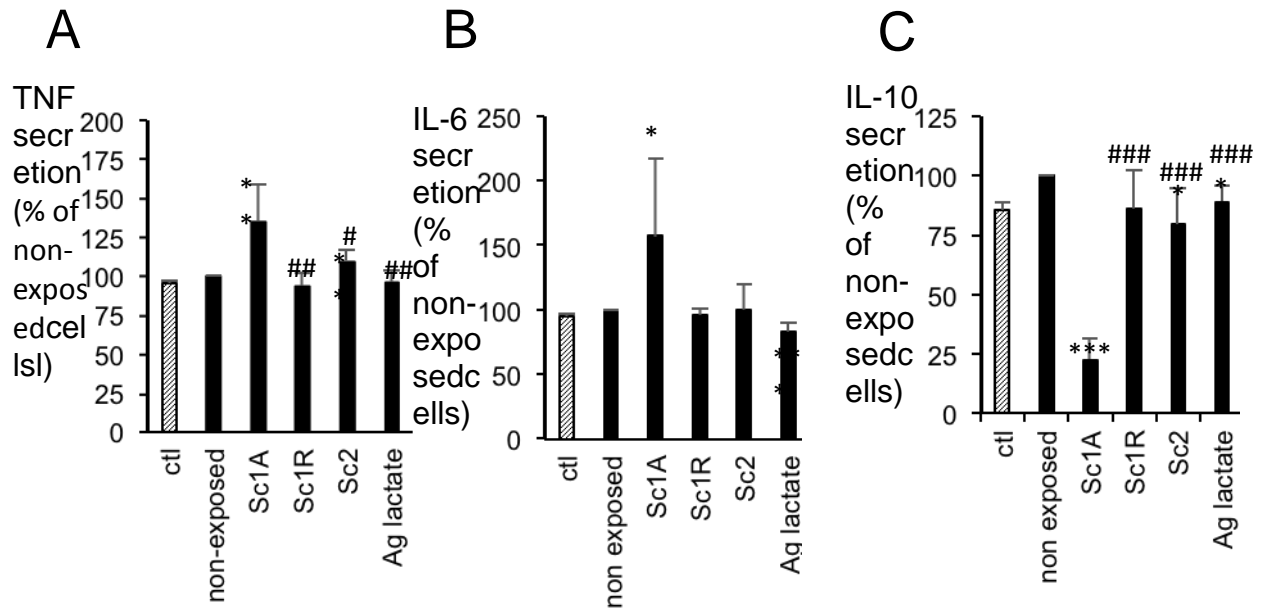 A
TNF
secr
etion
(% of
non-
expos
edcel
lsl)
200
175
150
125
100
75
50
25
0
*
*
##
#
*
*
##
ctl
non-exposed
Sc1A
Sc1R
Sc2
Ag lactate
B
IL-6
secr
etion
(%
of
non-
expo
sedc
ells)
250
200
150
100
50
0
*
**
*
ctl
non exposed
Sc1A
Sc1R
Sc2
Ag lactate
C
IL-10
secr
etion
(%
of
non-
expo
sedc
ells)
125
100
75
50
25
0
***
###
###
*
###
*
ctl
non exposed
Sc1A
Sc1R
Sc2
Ag lactate